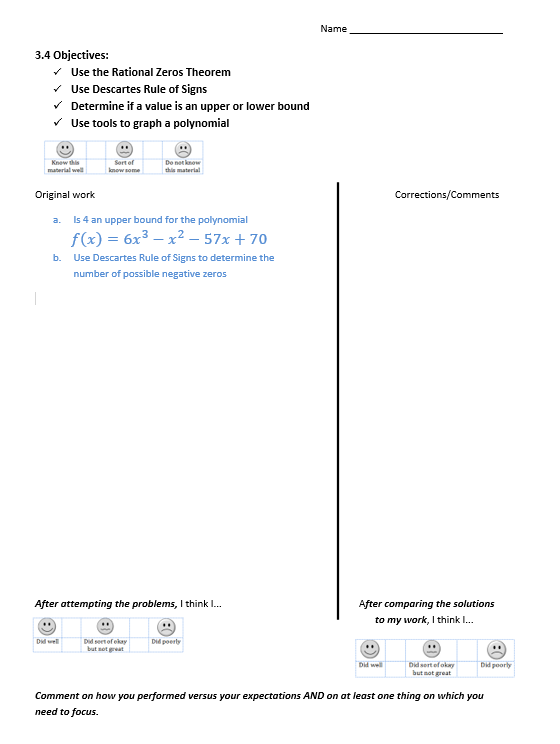 Name
3.4 Objectives:
✓ Use the Rational Zeros Theorem
✓ Use Descartes Rule of Signs
✓ Determine if a value is an upper or lower bound
✓ Use tools to graph a polynomial
Know this material well
Sort of know some
Do not know this material
Original work
a. Is 4 an upper bound for the polynomial
f(x) = 6x³ − x² − 57x + 70
b. Use Descartes Rule of Signs to determine the
number of possible negative zeros
Corrections/Comments
After attempting the problems, I think I...
Did well
Did sort of okay but not great
Did poorly
After comparing the solutions
to my work, I think I...
Did well
Did sort of okay but not great
Did poorly
Comment on how you performed versus your expectations AND on at least one thing on which you
need to focus.